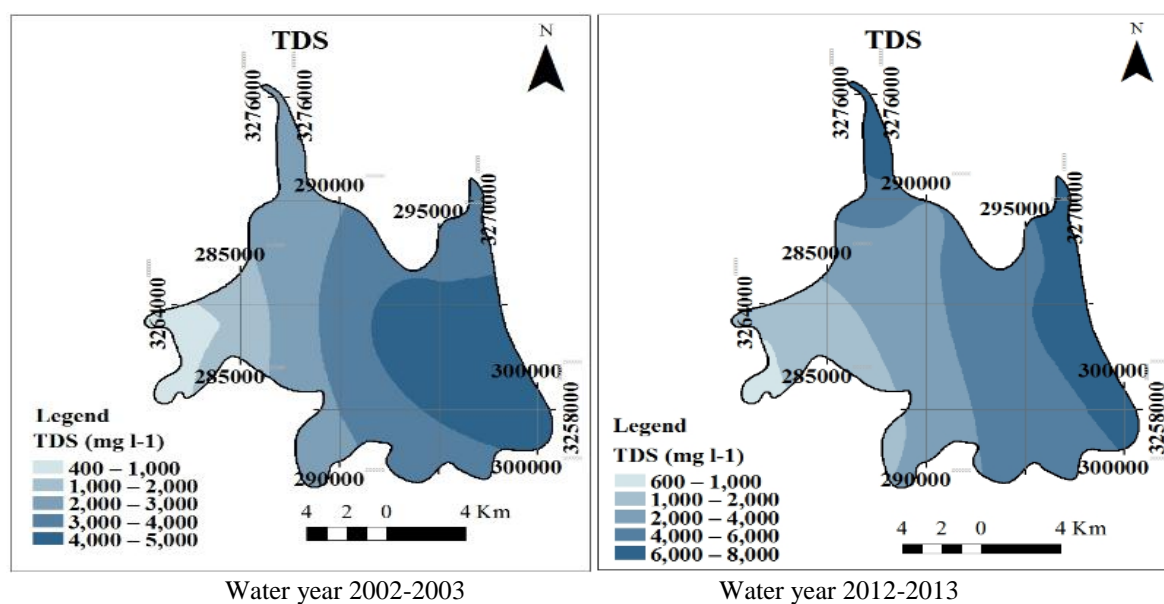 TDS
N
3276000
3276000
290000
295000
3270000
285000
3264000
285000
300000
3258000
300000
290000
Legend
TDS (mg l-1)
400 – 1,000
1,000 – 2,000
2,000 – 3,000
3,000 – 4,000
4,000 – 5,000
4 2 0 4 Km
TDS
N
3276000
3276000
290000
295000
3270000
285000
3264000
285000
300000
3258000
300000
290000
Legend
TDS (mg l-1)
600 – 1,000
1,000 – 2,000
2,000 – 4,000
4,000 – 6,000
6,000 – 8,000
4 2 0 4 Km
Water year 2002-2003
Water year 2012-2013